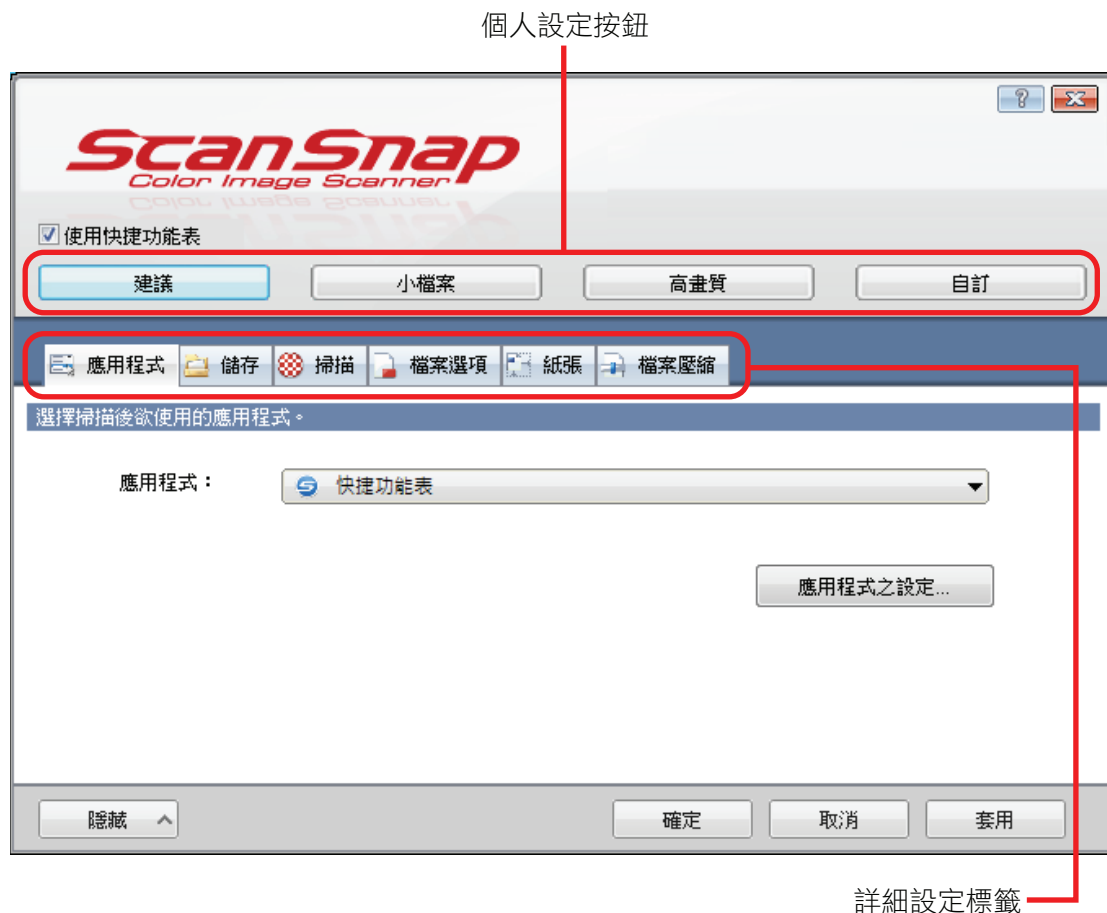 個人設定按鈕
ScanSnap
Color Image Scanner
使用快捷功能表
建議 小檔案 高畫質 自訂
應用程式 儲存 掃描 檔案選項 紙張 檔案壓縮
選擇掃描後欲使用的應用程式。
應用程式： 快捷功能表
應用程式之設定...
隱藏 確定 取消 套用
詳細設定標籤